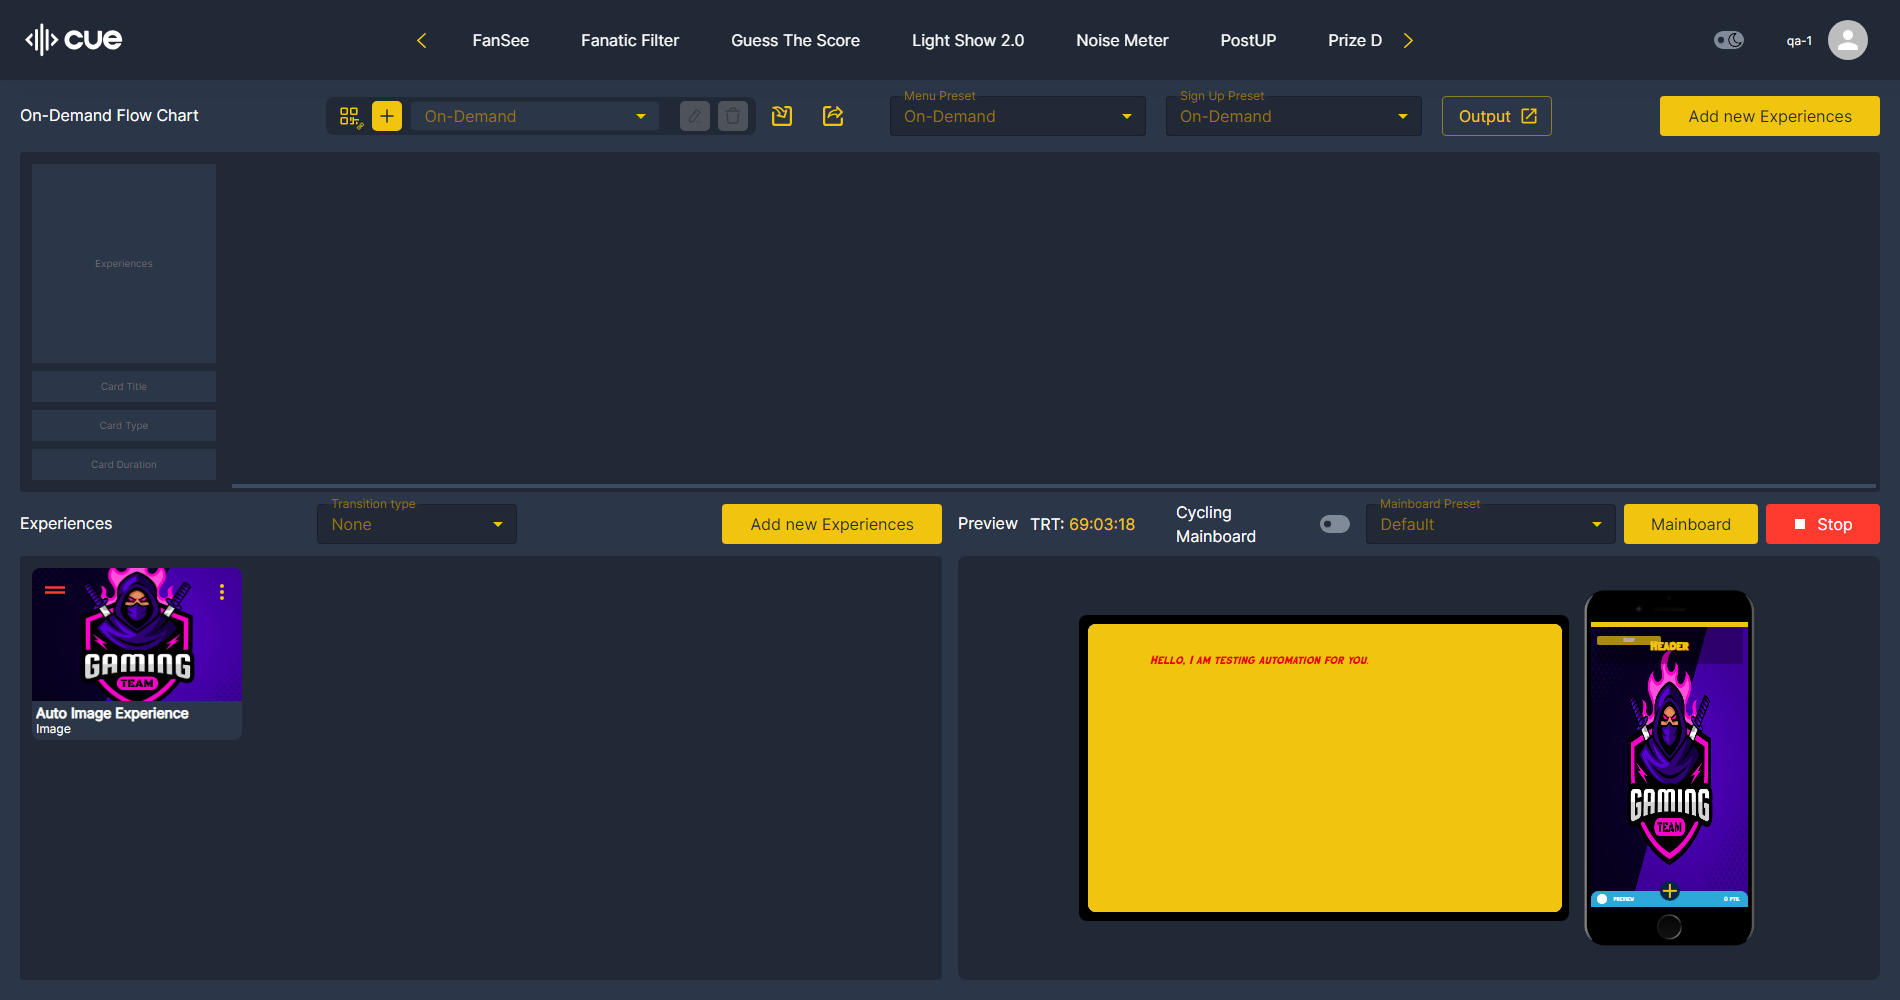 cue
FanSee
Fanatic Filter
Guess The Score
Light Show 2.0
Noise Meter
PostUP
Prize D
qa-1
On-Demand Flow Chart
On-Demand
Menu Preset
On-Demand
Sign Up Preset
On-Demand
Output
Add new Experiences
Experiences
Card Title
Card Type
Card Duration
Experiences
Transition type
None
Add new Experiences
Preview
TRT: 69:03:18
Cycling
Mainboard
Mainboard Preset
Default
Mainboard
Stop
GAMING
TEAM
Auto Image Experience
Image
Hello, I am testing automation for you.
Header
GAMING
TEAM
PREVIEW
0 PTS.